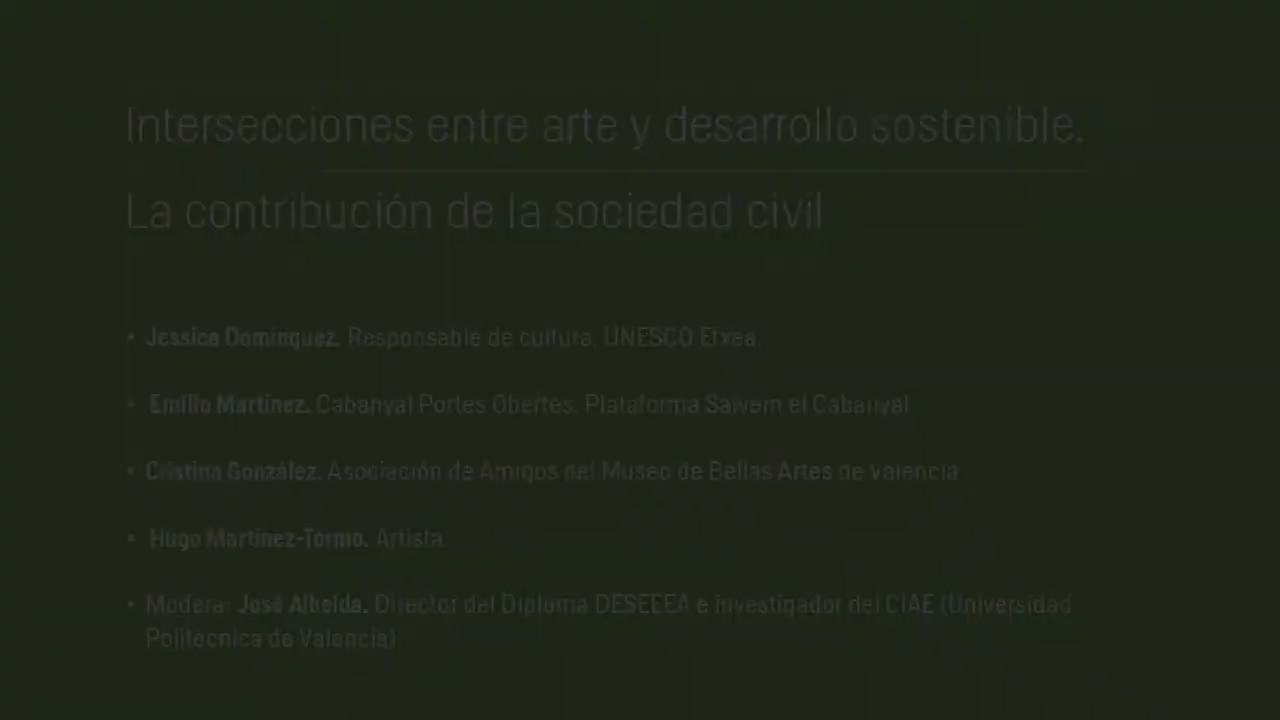 Intersecciones entre arte y desarrollo sostenible.
La contribución de la sociedad civil
• Jessica Domínguez. Responsable de cultura. UNESCO Etxea.
• Emilio Martínez. Cabanyal Portes Obertes. Plataforma Salvem el Cabanyal
• Cristina González. Asociación de Amigos del Museo de Bellas Artes de Valencia
• Hugo Martínez-Tormo. Artista.
• Modera: José Albelda. Director del Diploma DESEEEA e investigador del CIAE (Universidad
Politécnica de Valencia)